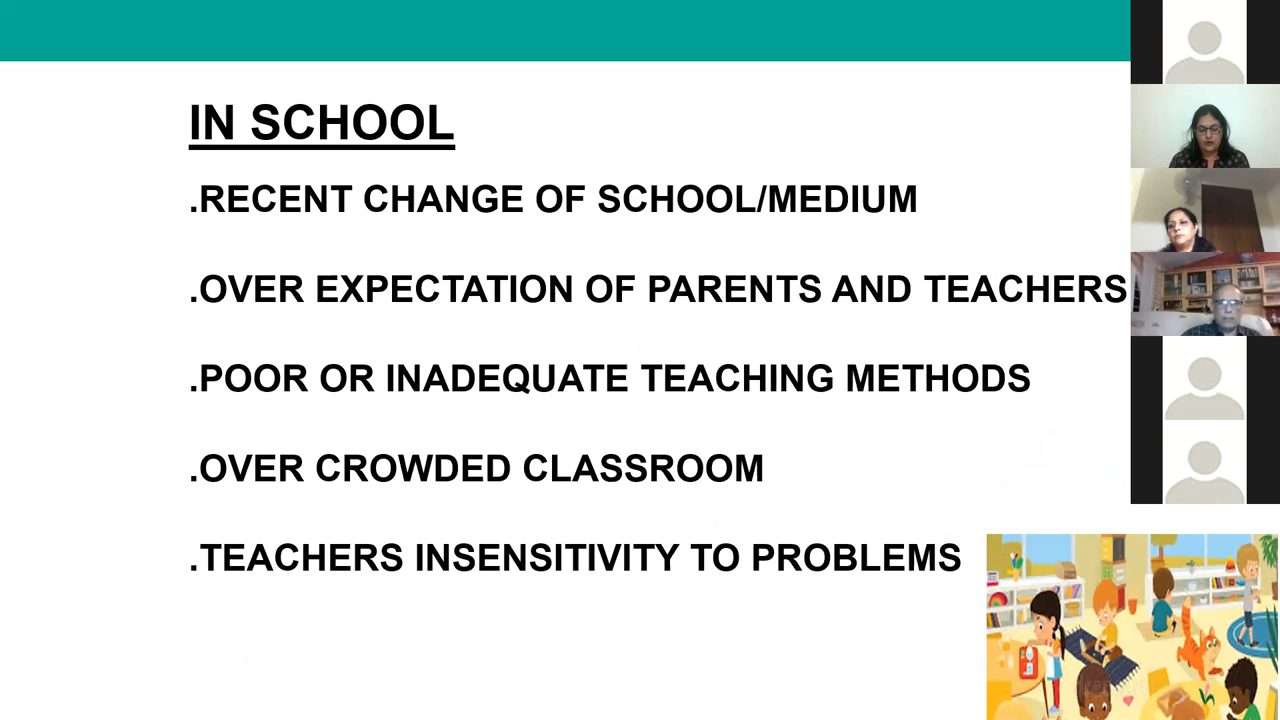 IN SCHOOL
.RECENT CHANGE OF SCHOOL/MEDIUM
.OVER EXPECTATION OF PARENTS AND TEACHERS
.POOR OR INADEQUATE TEACHING METHODS
.OVER CROWDED CLASSROOM
.TEACHERS INSENSITIVITY TO PROBLEMS